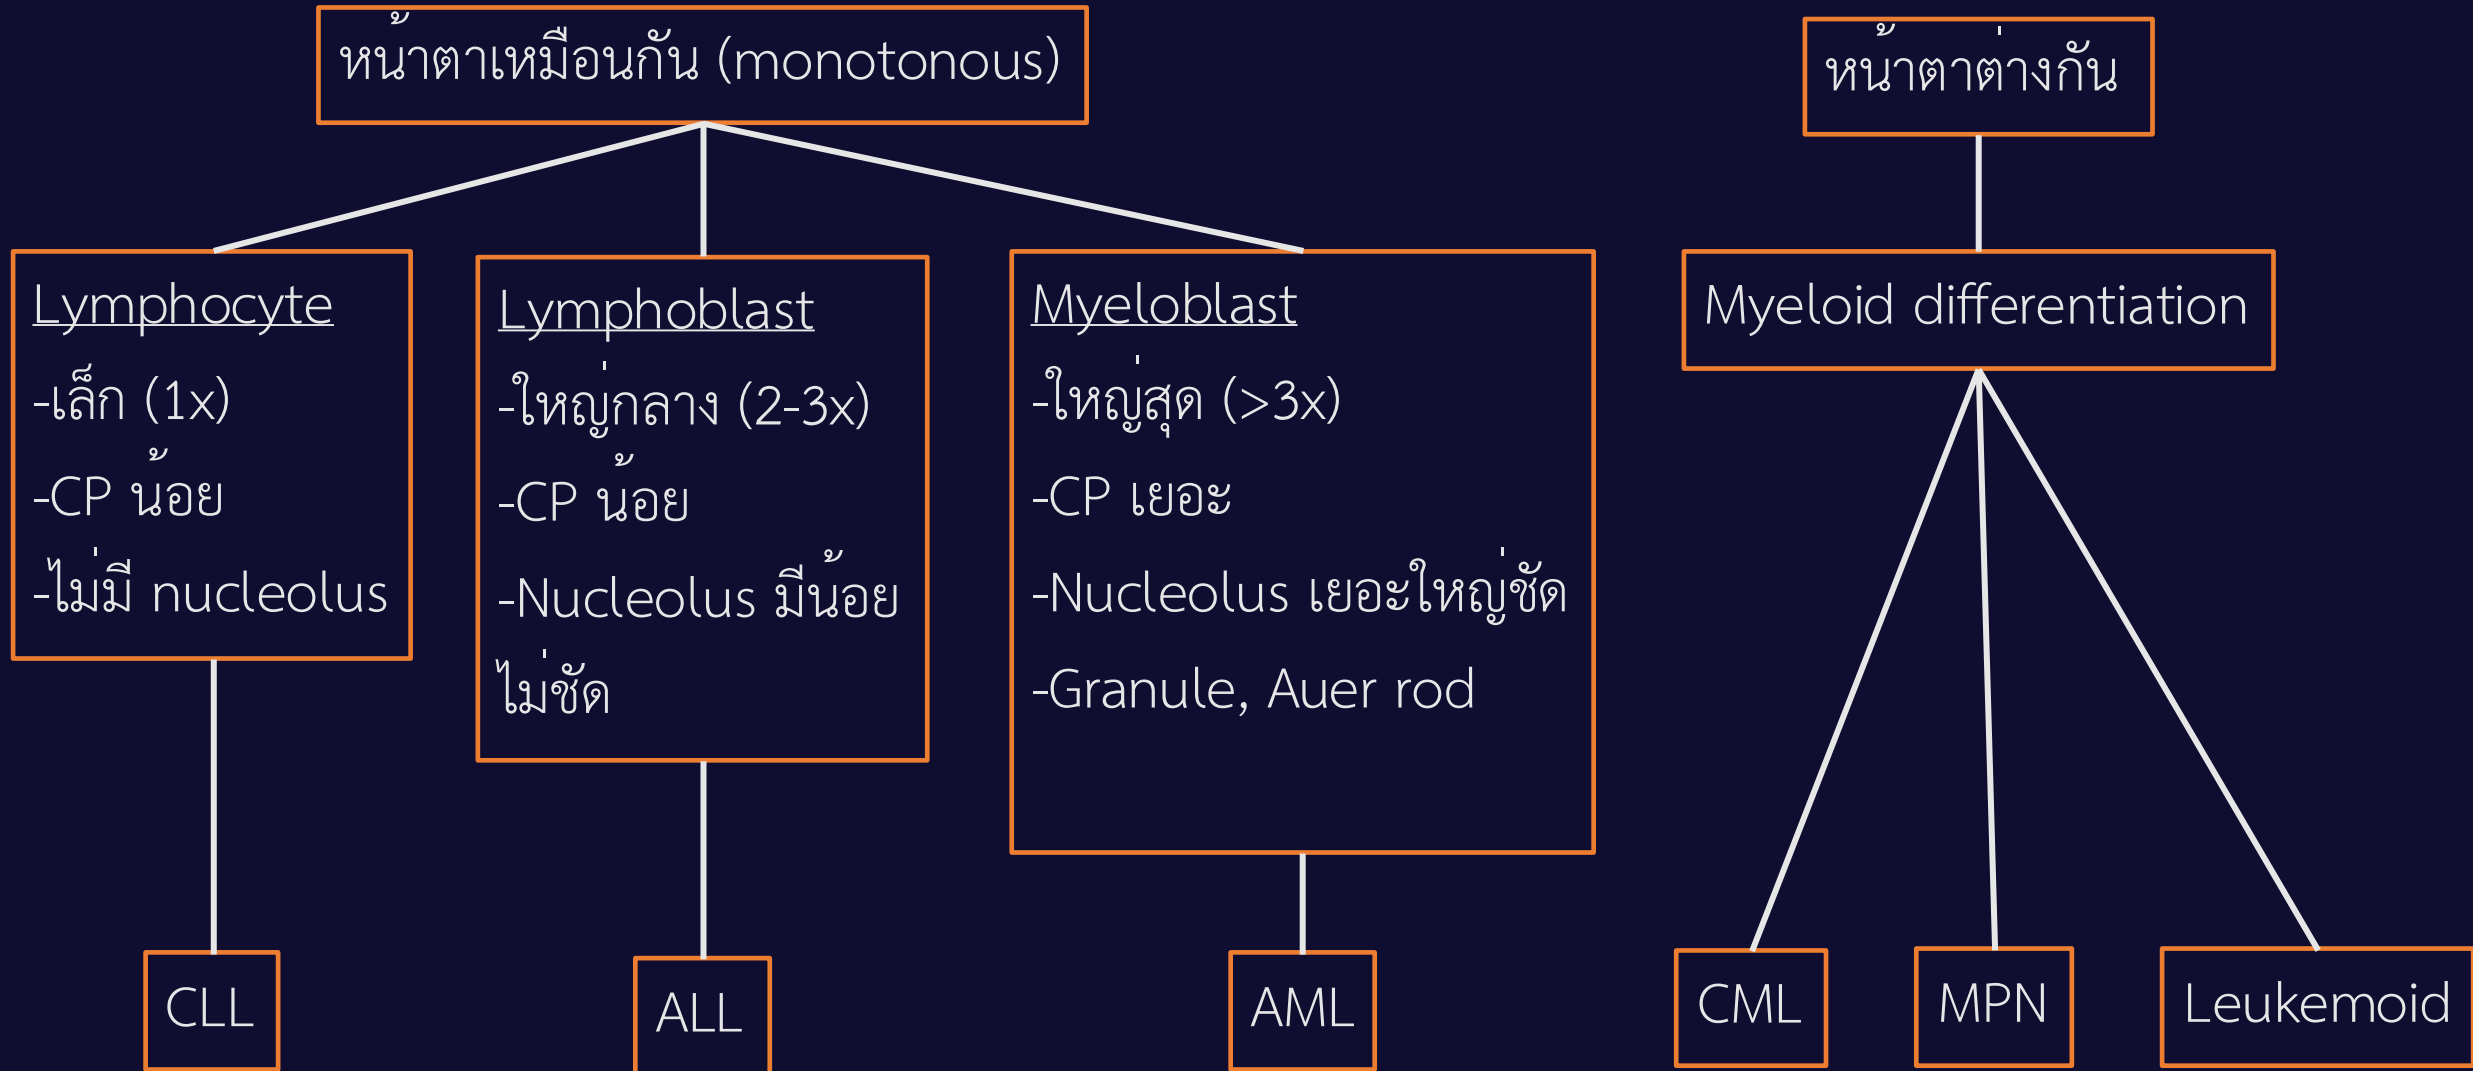 หน้าตาเหมือนกัน (monotonous)
หน้าตาต่างกัน
Lymphocyte
-เล็ก (1x)
-CP น้อย
-ไม่มี nucleolus
Lymphoblast
-ใหญ่กลาง (2-3x)
-CP น้อย
-Nucleolus มีน้อย
ไม่ชัด
Myeloblast
-ใหญ่สุด (>3x)
-CP เยอะ
-Nucleolus เยอะใหญ่ชัด
-Granule, Auer rod
Myeloid differentiation
CLL
ALL
AML
CML
MPN
Leukemoid